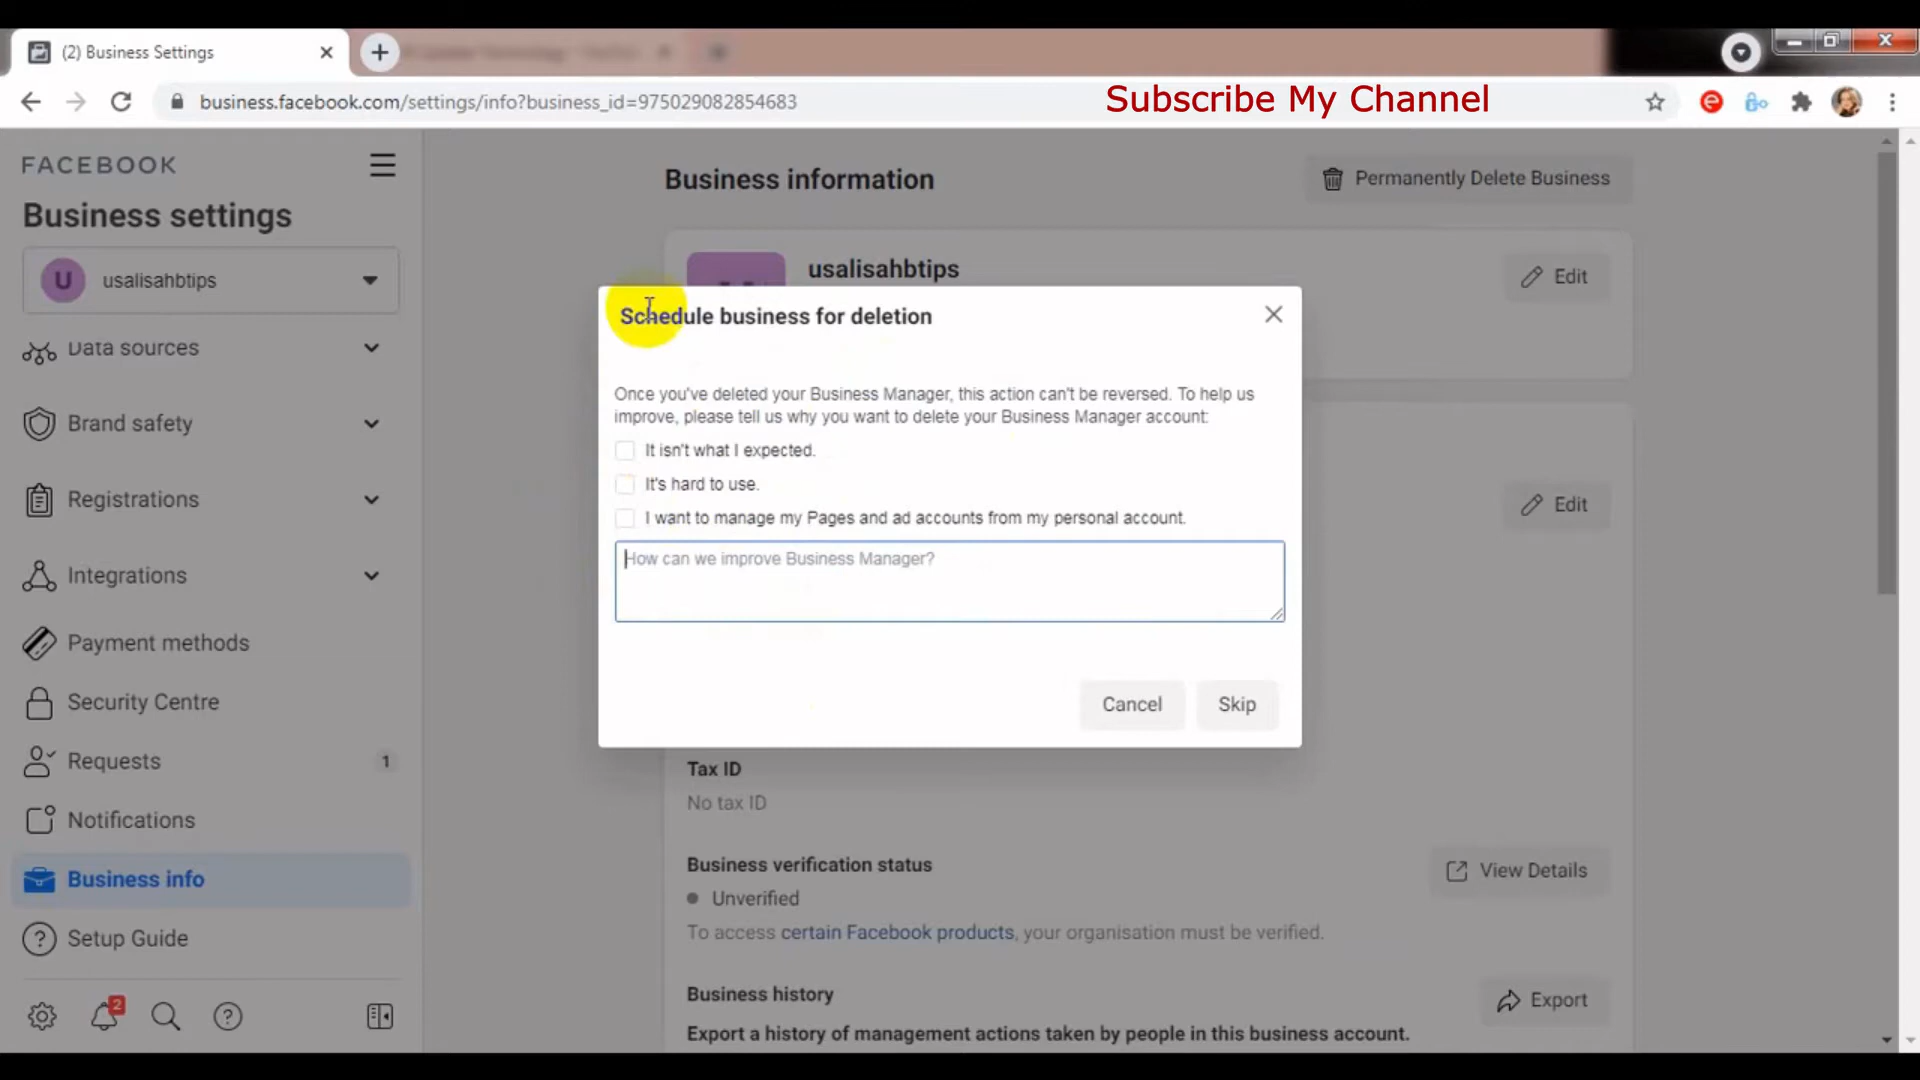 (2) Business Settings
business.facebook.com/settings/info?business_id=975029082854683
Subscribe My Channel
FACEBOOK
Business settings
U usalisahbtips
Data sources
Brand safety
Registrations
Integrations
Payment methods
Security Centre
Requests 1
Notifications
Business info
Setup Guide
2
Business information
Permanently Delete Business
usalisahbtips
Edit
Schedule business for deletion
Once you've deleted your Business Manager, this action can't be reversed. To help us
improve, please tell us why you want to delete your Business Manager account:
It isn't what I expected.
It's hard to use.
I want to manage my Pages and ad accounts from my personal account.
How can we improve Business Manager?
Cancel Skip
Edit
Tax ID
No tax ID
Business verification status
Unverified
To access certain Facebook products, your organisation must be verified.
View Details
Business history
Export
Export a history of management actions taken by people in this business account.